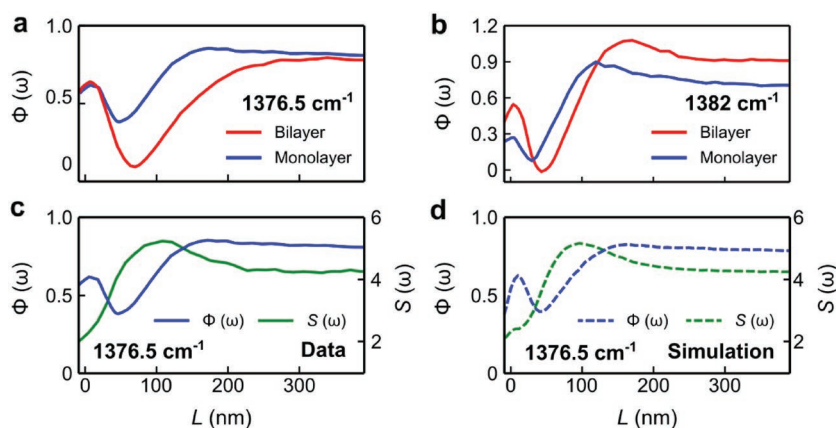 a
1.0
0.5
0
Φ (ω)
1376.5 cm⁻¹
Bilayer
Monolayer
b
1.2
0.9
0.6
0.3
0
Φ (ω)
1382 cm⁻¹
Bilayer
Monolayer
c
1.0
0.5
0
Φ (ω)
6
4
2
S (ω)
Φ (ω) S (ω)
1376.5 cm⁻¹ Data
0 100 200 300
L (nm)
d
1.0
0.5
0
Φ (ω)
6
4
2
S (ω)
Φ (ω) S (ω)
1376.5 cm⁻¹ Simulation
0 100 200 300
L (nm)